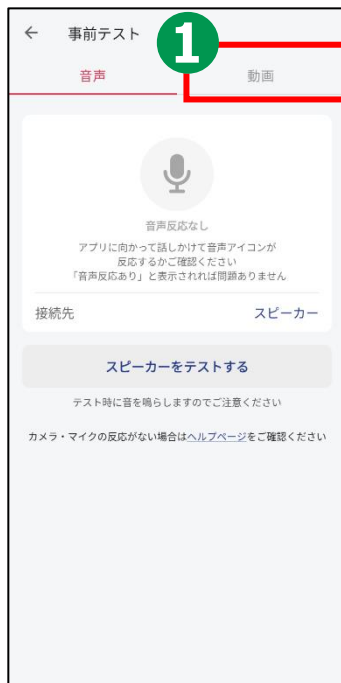 事前テスト
1
音声
動画
音声反応なし
アプリに向かって話しかけて音声アイコンが
反応するかご確認ください
「音声反応あり」と表示されれば問題ありません
接続先
スピーカー
スピーカーをテストする
テスト時に音を鳴らしますのでご注意ください
カメラ・マイクの反応がない場合はヘルプページをご確認ください